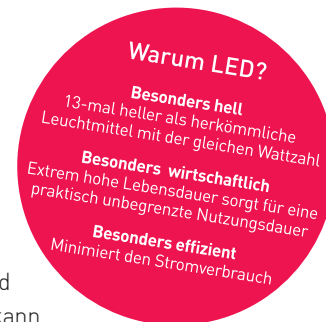 Warum LED?
Besonders hell
13-mal heller als herkömmliche
Leuchtmittel mit der gleichen Wattzahl
Besonders wirtschaftlich
Extrem hohe Lebensdauer sorgt für eine
praktisch unbegrenzte Nutzungsdauer
Besonders effizient
Minimiert den Stromverbrauch
d
kann